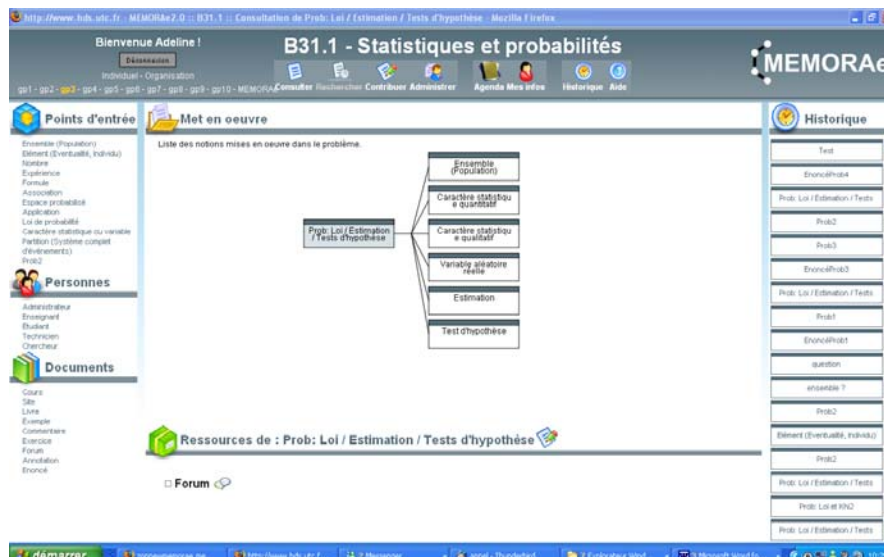 http://www.hds.utc.fr - MEMORAe2.0 :: B31.1 :: Consultation de Prob: Loi / Estimation / Tests d'hypothèse - Mozilla Firefox
Bienvenue Adeline !
Déconnexion
Individuel - Organisation
gp1 - gp2 - gp3 - gp4 - gp5 - gp6 - gp7 - gp8 - gp9 - gp10 - MEMORAe
B31.1 - Statistiques et probabilités
Consulter Rechercher Contribuer Administrer Agenda Mes infos Historique Aide
MEMORAe
Points d'entrée
Ensemble (Population)
Elément (Eventualité, Individu)
Nombre
Expérience
Formule
Association
Espace probabilisé
Application
Loi de probabilité
Caractère statistique ou variable
Partition (Système complet
d'événements)
Prob2
Personnes
Administrateur
Enseignant
Etudiant
Technicien
Chercheur
Documents
Cours
Site
Livre
Exemple
Commentaire
Exercice
Forum
Annotation
Enoncé
Met en oeuvre
Liste des notions mises en oeuvre dans le problème.
Prob: Loi / Estimation
/ Tests d'hypothèse
Ensemble
(Population)
Caractère statistiqu
e quantitatif
Caractère statistiqu
e qualitatif
Variable aléatoire
réelle
Estimation
Test d'hypothèse
Ressources de : Prob: Loi / Estimation / Tests d'hypothèse
Forum
Historique
Test
EnoncéProb4
Prob: Loi / Estimation / Tests
Prob2
Prob3
EnoncéProb3
Prob: Loi / Estimation / Tests
Prob1
EnoncéProb1
question
ensemble ?
Prob2
Elément (Eventualité, Individu)
Prob2
Prob: Loi / Estimation / Tests
Prob: Loi et KhI2
Prob: Loi / Estimation / Tests
démarrer
http://www.hds.utc.f
appel - Thunderbird